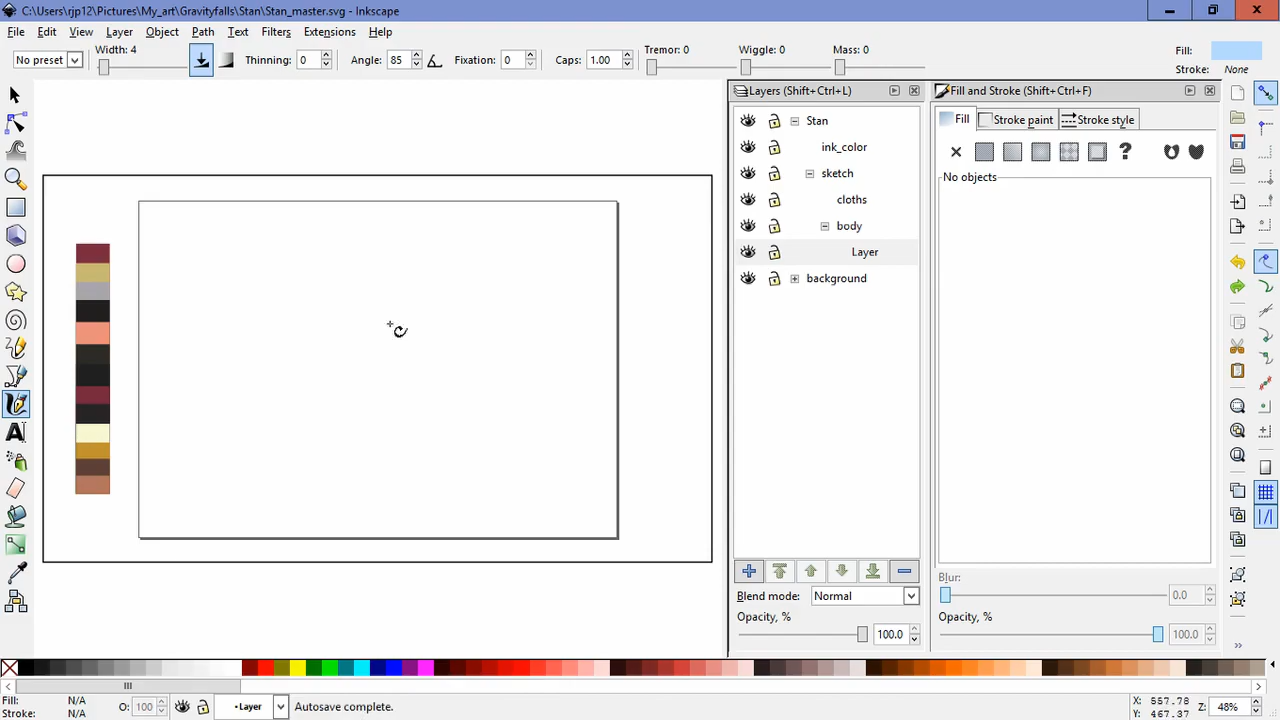 C:\Users\rjp12\Pictures\My_art\Gravityfalls\Stan\Stan_master.svg - Inkscape
File Edit View Layer Object Path Text Filters Extensions Help
No preset Width: 4 Thinning: 0 Angle: 85 Fixation: 0 Caps: 1.00 Tremor: 0 Wiggle: 0 Mass: 0 Fill:
Stroke: None
Layers (Shift+Ctrl+L) Fill and Stroke (Shift+Ctrl+F)
Stan Fill Stroke paint Stroke style
ink_color
sketch No objects
cloths
body
Layer
background
Blend mode: Normal Blur: 0.0
Opacity, % Opacity, %
100.0 100.0
Fill: N/A O: 100 Layer Autosave complete. X: 557.78 Z: 48%
Stroke: N/A Y: 467.37